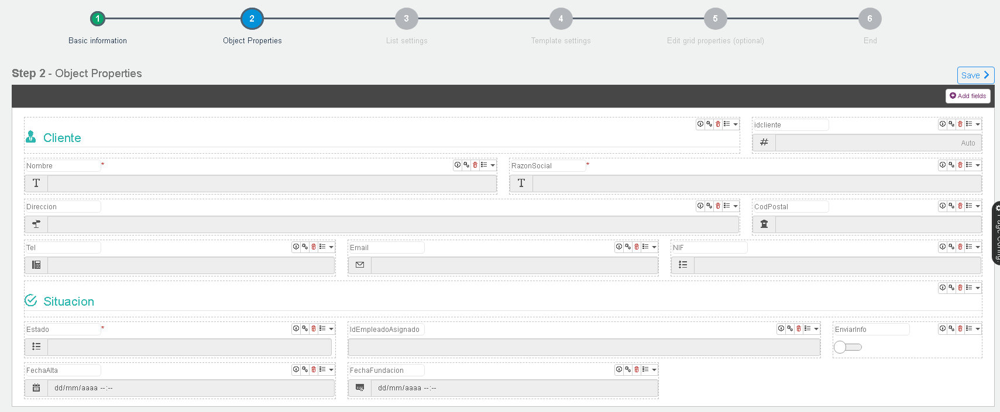 1 2 3 4 5 6
Basic information Object Properties List settings Template settings Edit grid properties (optional) End
Step 2 - Object Properties
Save
Add fields
Cliente
idcliente
# Auto
Nombre * RazonSocial *
T T
Direccion CodPostal
Tel Email NIF
Situacion
Estado * IdEmpleadoAsignado EnviarInfo
FechaAlta FechaFundacion
dd/mm/aaaa --:-- dd/mm/aaaa --:--